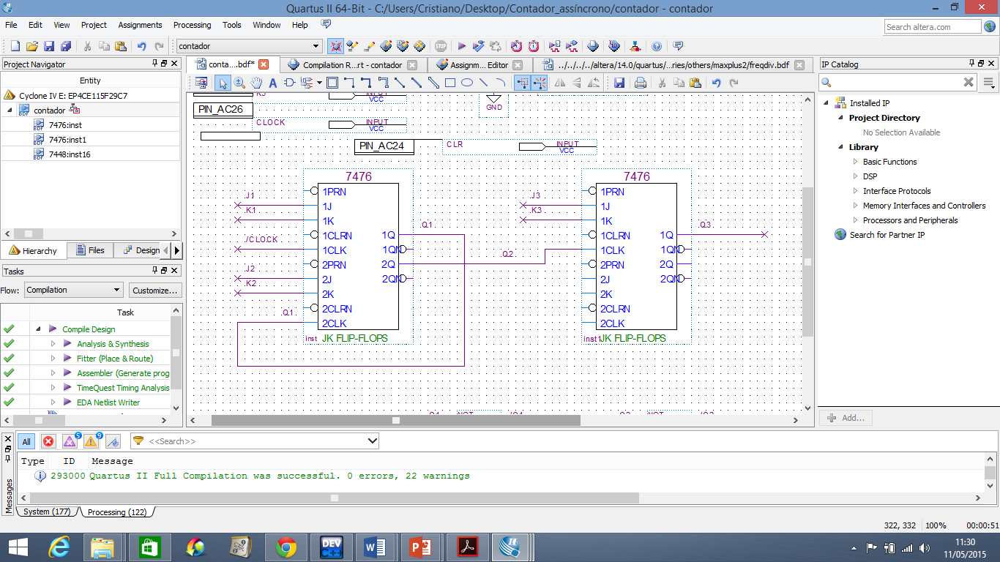 Quartus II 64-Bit - C:/Users/Cristiano/Desktop/Contador_assíncrono/contador - contador
File Edit View Project Assignments Processing Tools Window Help
Search altera.com
contador
Project Navigator
Entity
Cyclone IV E: EP4CE115F29C7
contador
7476:inst
7476:inst1
7448:inst16
Hierarchy Files Design
Tasks
Flow: Compilation Customize...
Task
Compile Design
Analysis & Synthesis
Fitter (Place & Route)
Assembler (Generate prog
TimeQuest Timing Analysis
EDA Netlist Writer
conta....bdf* Compilation R...rt - contador Assignm... Editor ../../../../altera/14.0/quartus/...ries/others/maxplus2/freqdiv.bdf
K3 VCC
GND
PIN_AC26
CLOCK INPUT
VCC
PIN_AC24 CLR INPUT
VCC
7476
J1 1PRN
1J
K1 1K
1CLRN 1Q Q1
/CLOCK 1CLK 1QN
2PRN 2Q Q2
J2 2J 2QN
K2 2K
2CLRN
Q1 2CLK
inst JK FLIP-FLOPS
7476
J3 1PRN
1J
K3 1K
1CLRN 1Q Q3
1CLK 1QN
2PRN 2Q
2J 2QN
2K
2CLRN
2CLK
inst1 JK FLIP-FLOPS
IP Catalog
Installed IP
Project Directory
No Selection Available
Library
Basic Functions
DSP
Interface Protocols
Memory Interfaces and Controllers
Processors and Peripherals
Search for Partner IP
Add...
All 5 9 <<Search>>
Type ID Message
293000 Quartus II Full Compilation was successful. 0 errors, 22 warnings
Messages
System (177) Processing (122)
322, 332 100% 00:00:51
DEV C++
11:30
11/05/2015